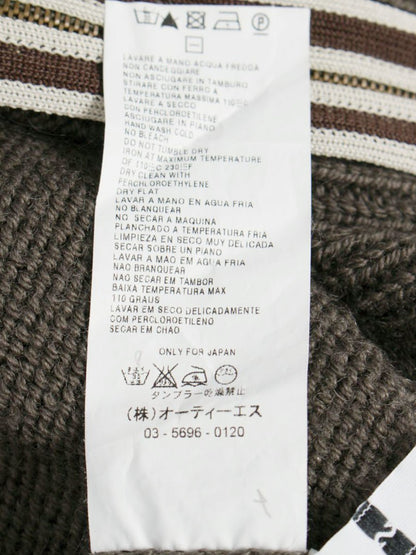 LAVARE A MANO ACQUA FREDDA
NON CANDEGGIARE
NON ASCIUGARE IN TAMBURO
STIRARE CON FERRO A
TEMPERATURA MASSIMA 110
LAVARE A SECCO
CON PERCLOROETILENE
ASCIUGARE IN PIANO
HAND WASH COLD
NO BLEACH
DO NOT TUMBLE DRY
IRON AT MAXIMUM TEMPERATURE
OF 110 230
DRY CLEAN WITH
PERCHLOROETHYLENE
DRY FLAT
LAVAR A MANO EN AGUA FRIA
NO BLANQUEAR
NO SECAR A MAQUINA
PLANCHADO A TEMPERATURA FRIA
LIMPIEZA EN SECO MUY DELICADA
SECAR SOBRE UN PIANO
LAVAR A MAO EM AGUA FRIA
NAO BRANQUEAR
NAO SECAR EM TAMBOR
BAIXA TEMPERATURA MAX
110 GRAUS
LAVAR EM SECO DELICADAMENTE
COM PERCLOROETILENO
SECAR EM CHAO
ONLY FOR JAPAN
タンブラー乾燥禁止
(株)オーティーエス
03-5696-0120